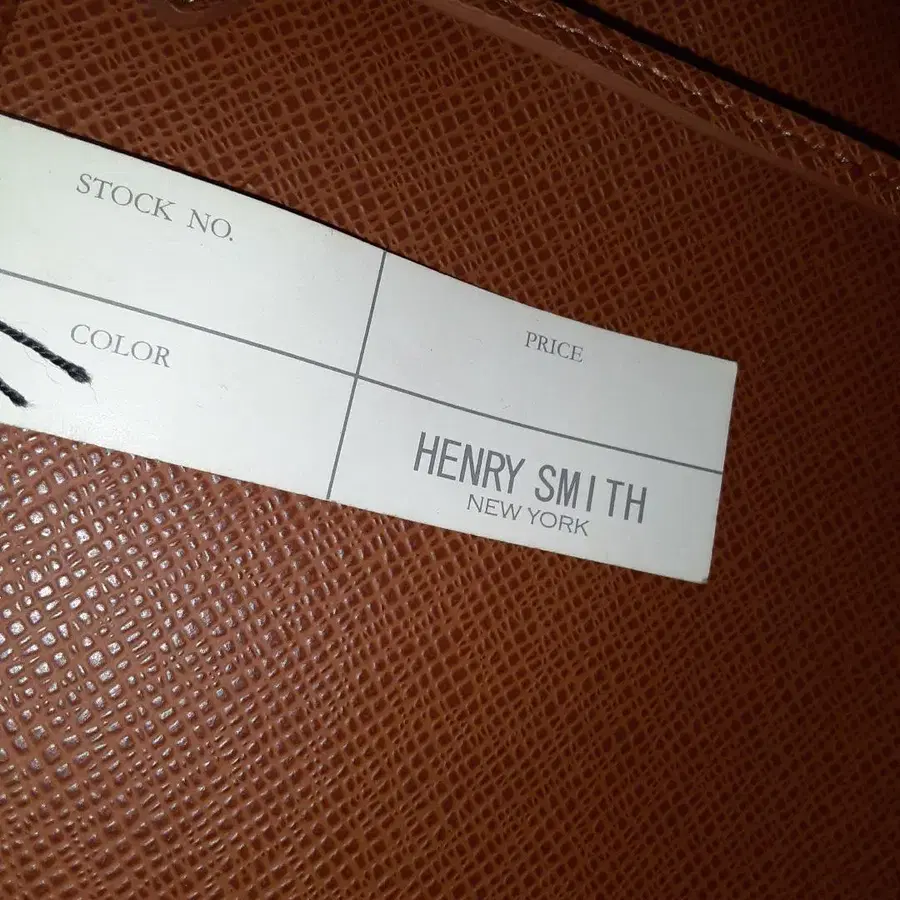 STOCK NO.
PRICE
COLOR
HENRY SMITH
NEW YORK